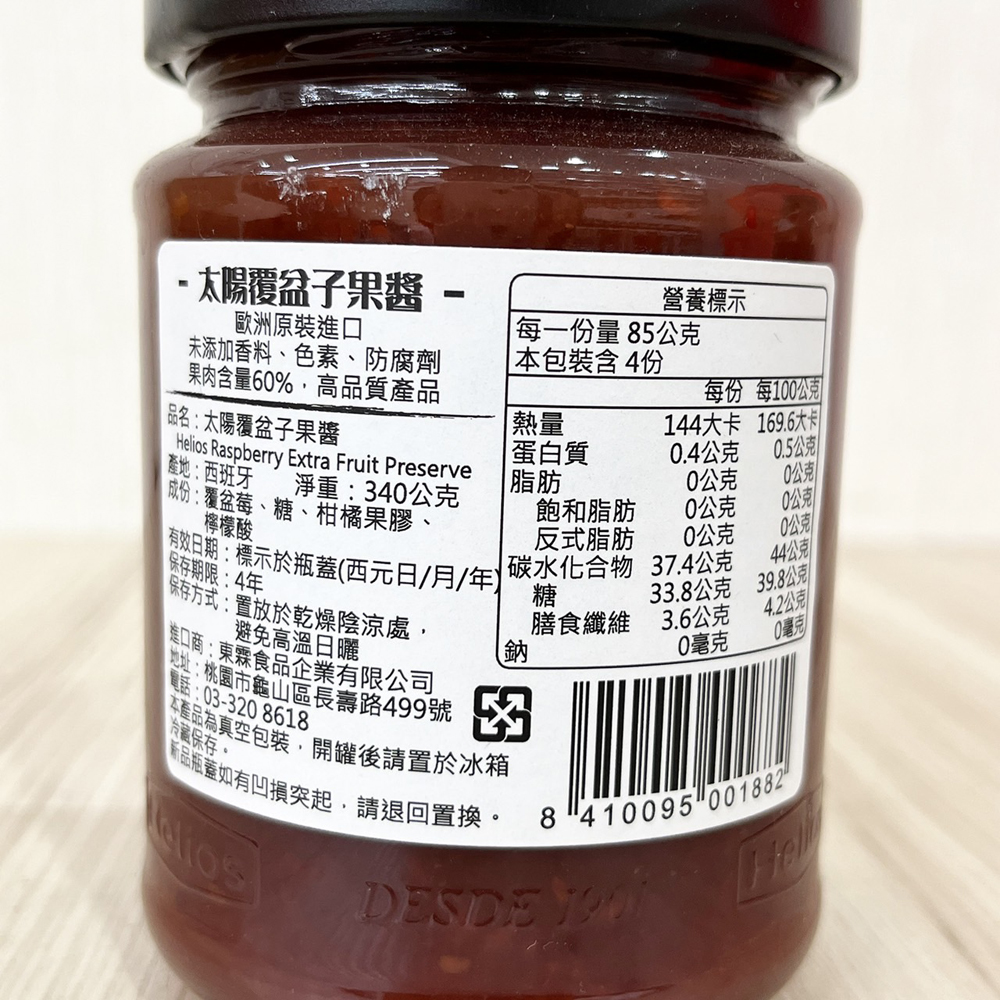 - 太陽覆盆子果醬 -
歐洲原裝進口
未添加香料、色素、防腐劑
果肉含量60%，高品質產品
品名：太陽覆盆子果醬
Helios Raspberry Extra Fruit Preserve
產地：西班牙 淨重：340公克
成份：覆盆莓、糖、柑橘果膠、
檸檬酸
有效日期：標示於瓶蓋(西元日/月/年)
保存期限：4年
保存方式：置放於乾燥陰涼處，
避免高溫日曬
進口商：東霖食品企業有限公司
地址：桃園市龜山區長壽路499號
電話：03-320 8618
本產品為真空包裝，開罐後請置於冰箱
冷藏保存。
新品瓶蓋如有凹損突起，請退回置換。
營養標示
每一份量 85公克
本包裝含 4份
每份 每100公克
熱量 144大卡 169.6大卡
蛋白質 0.4公克 0.5公克
脂肪 0公克 0公克
飽和脂肪 0公克 0公克
反式脂肪 0公克 0公克
碳水化合物 37.4公克 44公克
糖 33.8公克 39.8公克
膳食纖維 3.6公克 4.2公克
鈉 0毫克 0毫克
8 410095 001882
Helios
DESDE 1901
Helios